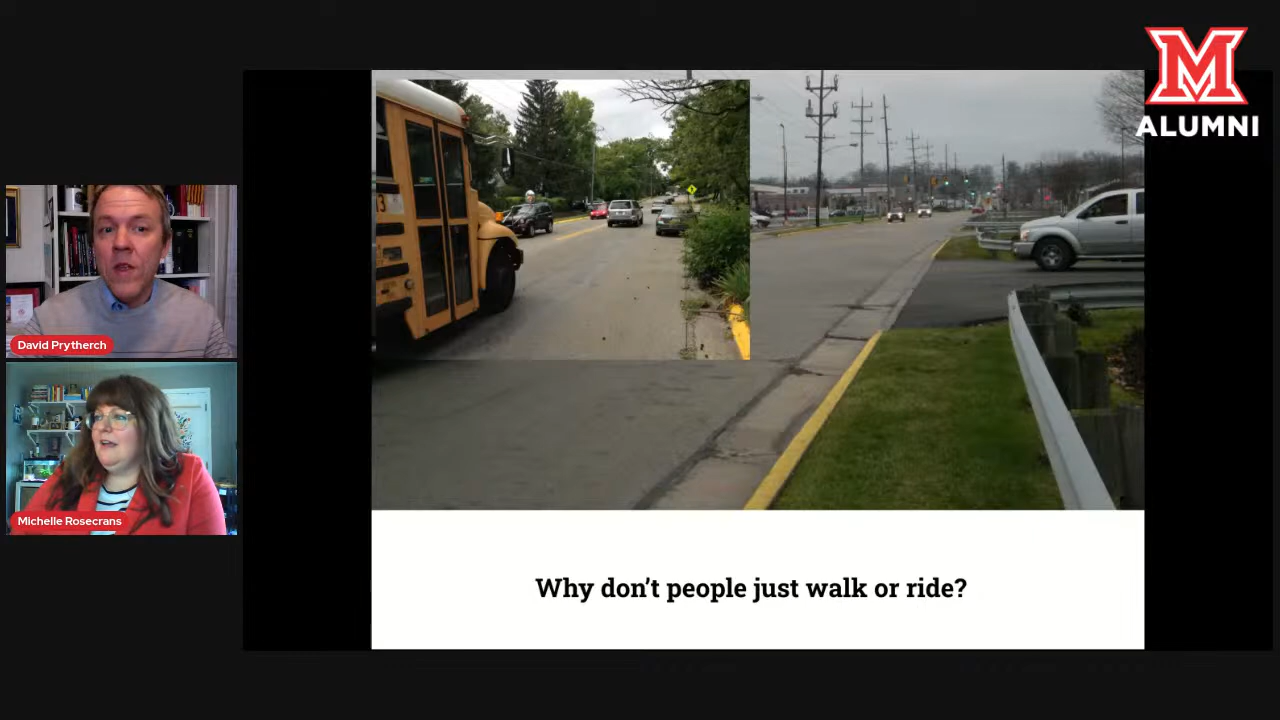 M
ALUMNI
David Prytherch
Michelle Rosecrans
Why don't people just walk or ride?